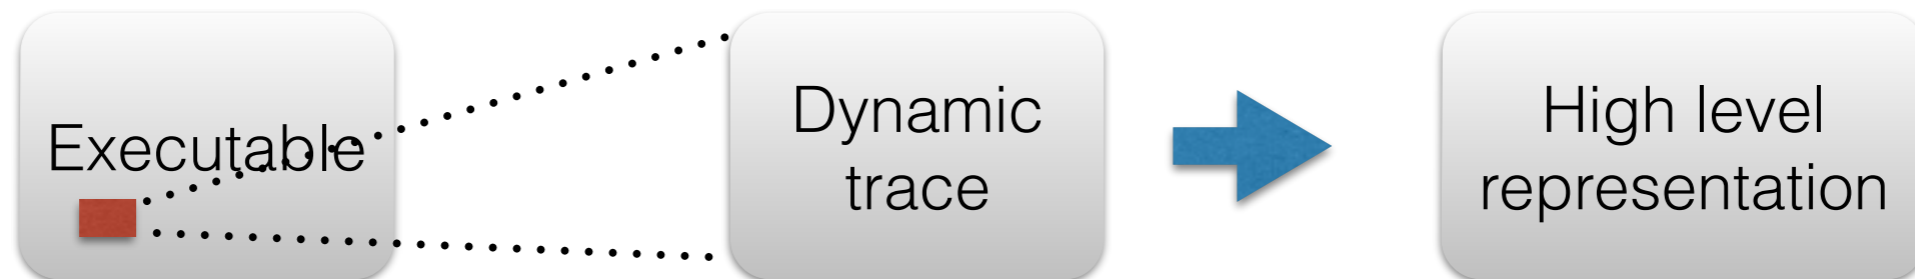 Executable
Dynamic
trace
High level
representation